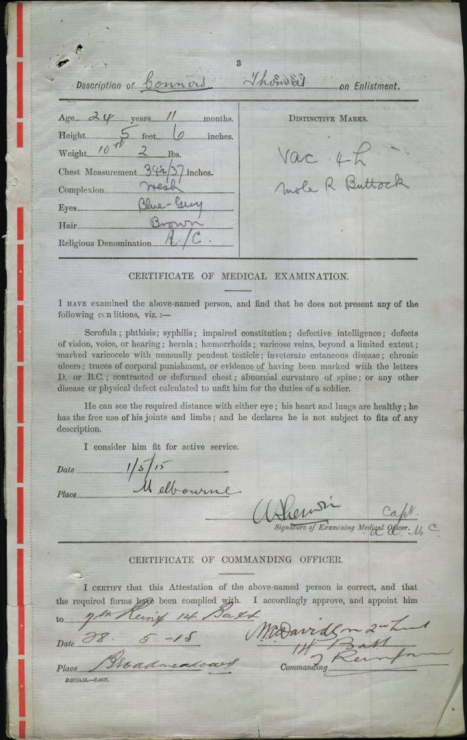 3
Description of Connors Thomas on Enlistment.
Age 24 years 11 months.
Height 5 feet 6 inches.
Weight 10 st 2 lbs.
Chest Measurement 34½/37 inches.
Complexion Fresh
Eyes Blue-Grey
Hair Brown
Religious Denomination R./C.
DISTINCTIVE MARKS.
Vac. 4 L
mole R Buttock
CERTIFICATE OF MEDICAL EXAMINATION.
I HAVE examined the above-named person, and find that he does not present any of the
following conditions, viz. :—
Scrofula; phthisis; syphilis; impaired constitution; defective intelligence; defects
of vision, voice, or hearing; hernia; hæmorrhoids; varicose veins, beyond a limited extent;
marked varicocele with unusually pendent testicle; inveterate cutaneous disease; chronic
ulcers; traces of corporal punishment, or evidence of having been marked with the letters
D. or B.C.; contracted or deformed chest; abnormal curvature of spine; or any other
disease or physical defect calculated to unfit him for the duties of a soldier.
He can see the required distance with either eye; his heart and lungs are healthy; he
has the free use of his joints and limbs; and he declares he is not subject to fits of any
description.
I consider him fit for active service.
Date 1/5/15
Place Melbourne
Capt.
Signature of Examining Medical Officer.
A A M C
CERTIFICATE OF COMMANDING OFFICER.
I CERTIFY that this Attestation of the above-named person is correct, and that
the required forms have been complied with. I accordingly approve, and appoint him
to 7th Reinf 14 Batt
Date 28. 5 -15 Davidson 2nd Lieut
14 Batt
Place Broadmeadows Commanding 7 Reinf